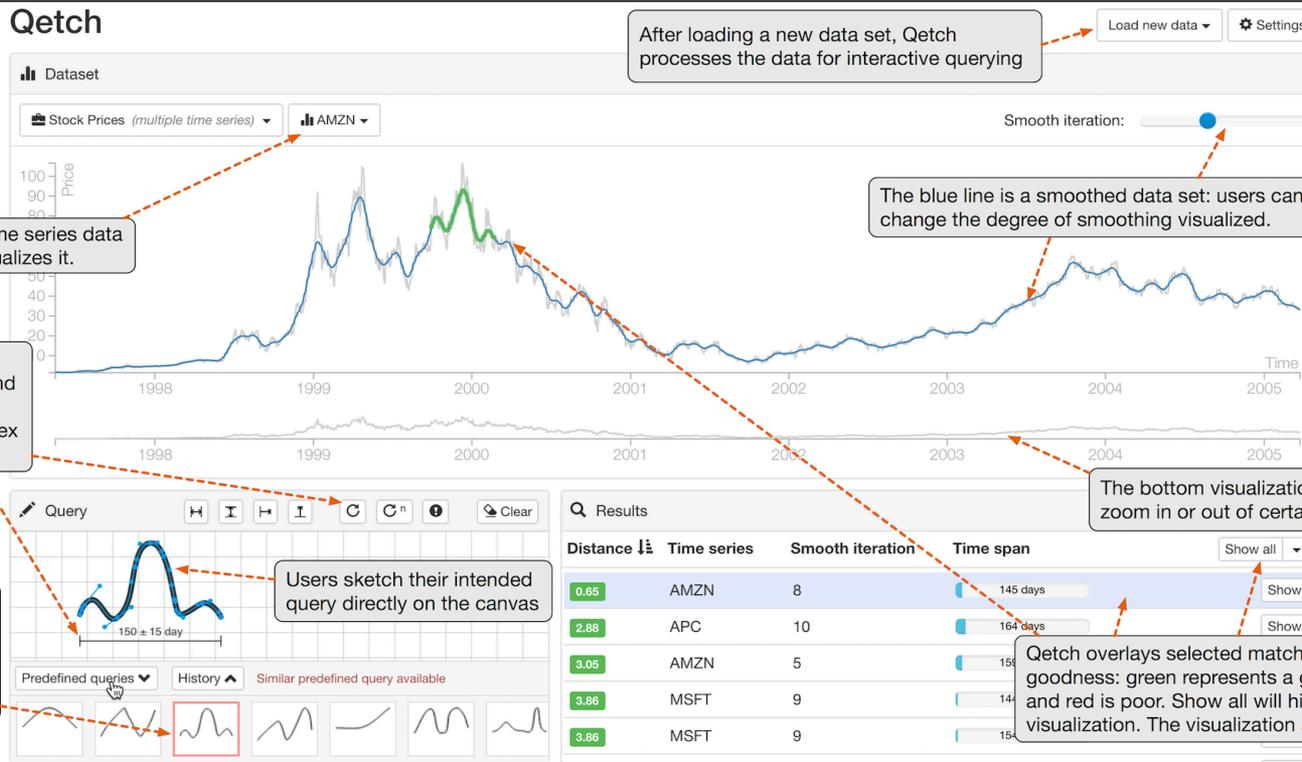 Qetch
After loading a new data set, Qetch
processes the data for interactive querying
Load new data
Settings
Dataset
Stock Prices (multiple time series)
AMZN
Smooth iteration:
The blue line is a smoothed data set: users can
change the degree of smoothing visualized.
Price
100
90
80
50
40
30
20
0
me series data
ualizes it.
Time
1998
1999
2000
2001
2002
2003
2004
2005
1998
1999
2000
2001
2002
2003
2004
2005
nd
ex
The bottom visualizatio
zoom in or out of certa
Query
n
Clear
Users sketch their intended
query directly on the canvas
150 ± 15 day
Predefined queries
History
Similar predefined query available
Results
Distance
Time series
Smooth iteration
Time span
Show all
0.65 AMZN 8 145 days Show
2.88 APC 10 164 days Show
3.05 AMZN 5 159
3.86 MSFT 9 144
3.86 MSFT 9 154
Qetch overlays selected match
goodness: green represents a g
and red is poor. Show all will hi
visualization. The visualization